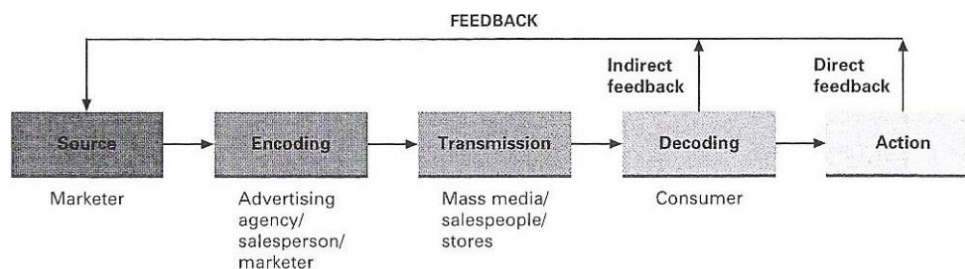 FEEDBACK
Indirect
feedback
Direct
feedback
Source
Encoding
Transmission
Decoding
Action
Marketer
Advertising
agency/
salesperson/
marketer
Mass media/
salespeople/
stores
Consumer